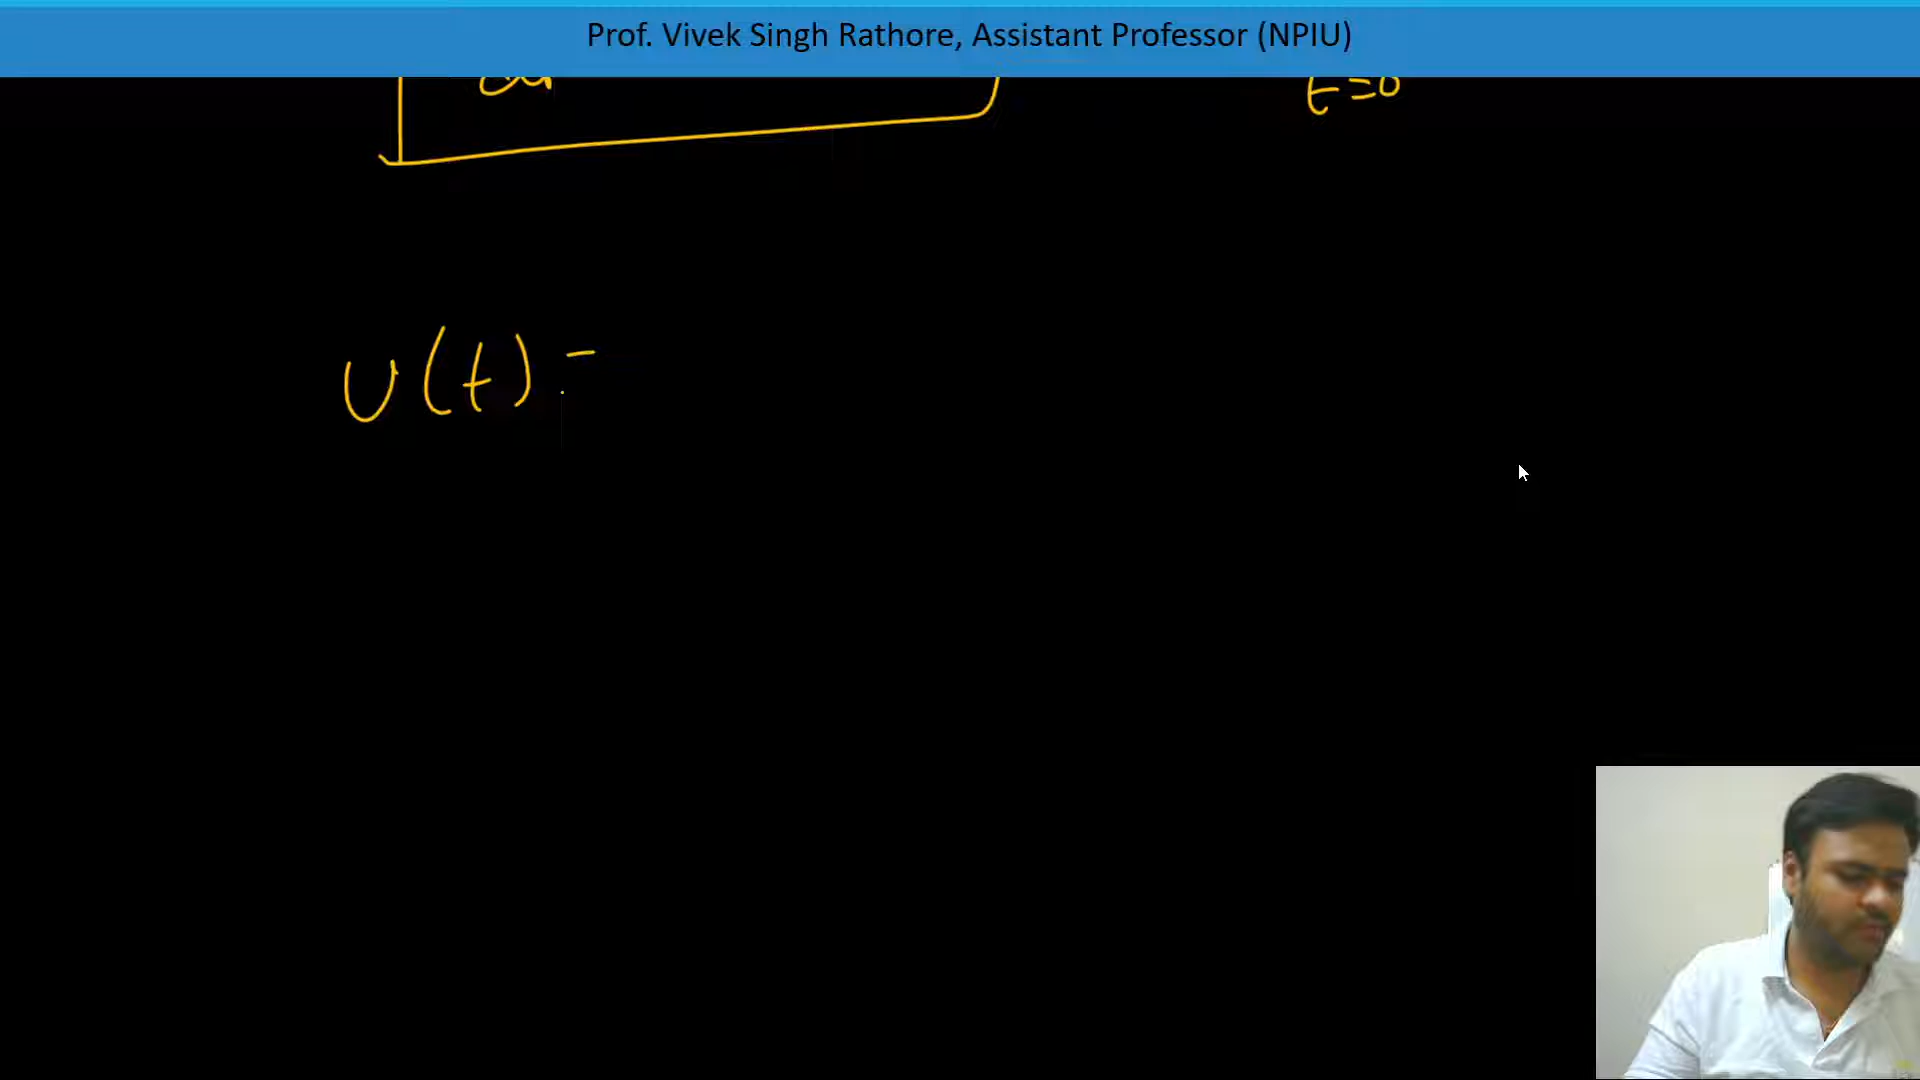 Prof. Vivek Singh Rathore, Assistant Professor (NPIU)
t=0
U(t)=